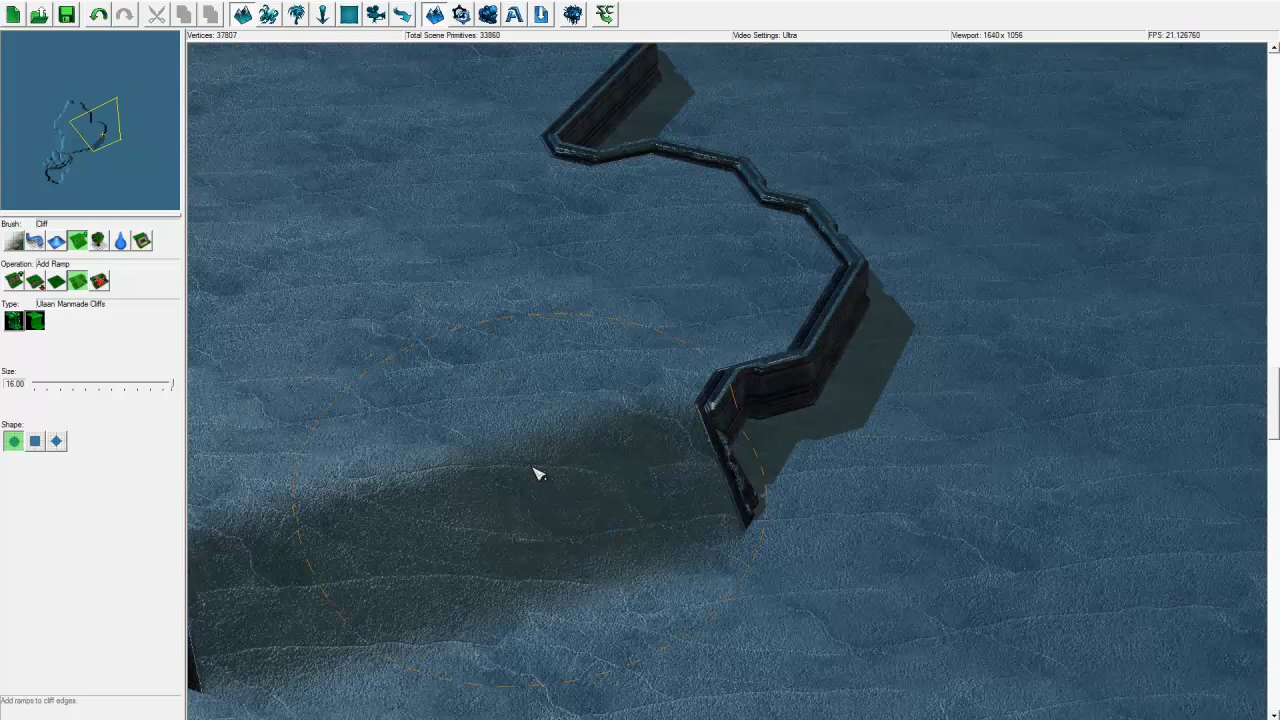 Vertices: 37807
Total Scene Primitives: 33860
Video Settings: Ultra
Viewport: 1640 x 1056
FPS: 21.126760
Brush: Cliff
Operation: Add Ramp
Type: Ulaan Manmade Cliffs
Size:
16.00
Shape:
Add ramps to cliff edges.